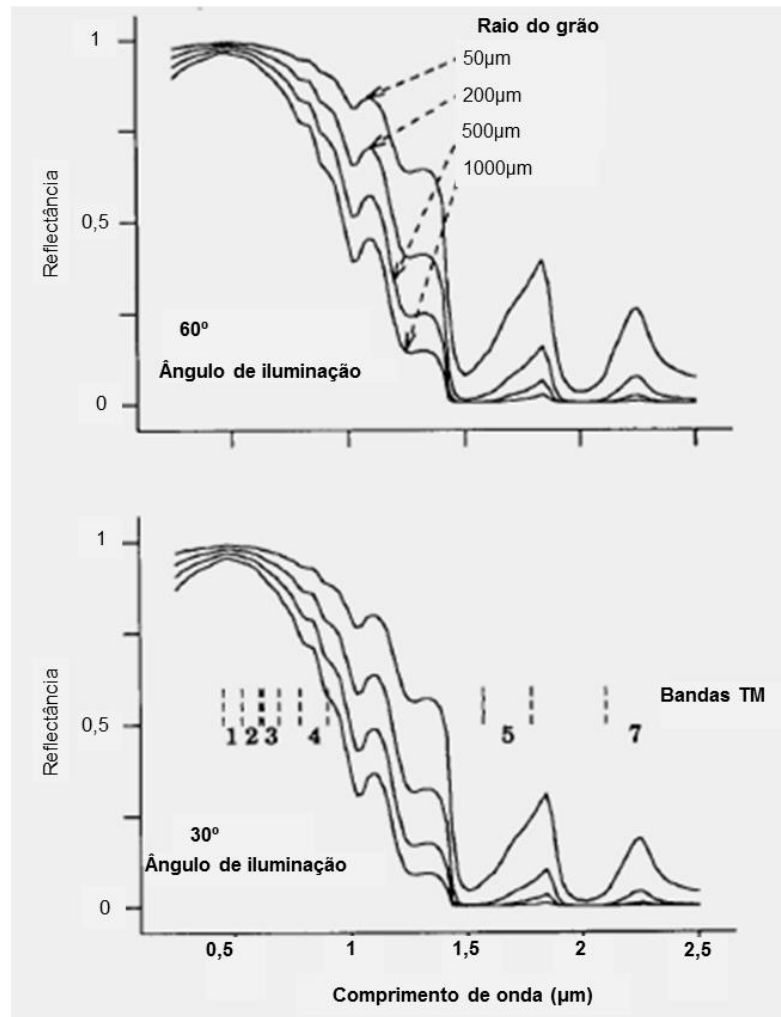 Raio do grão
1
50µm
200µm
500µm
1000µm
Reflectância
0,5
60º
Ângulo de iluminação
0
1
Reflectância
Bandas TM
0,5
1 2 3 4 5 7
30º
Ângulo de iluminação
0
0,5 1 1,5 2 2,5
Comprimento de onda (µm)